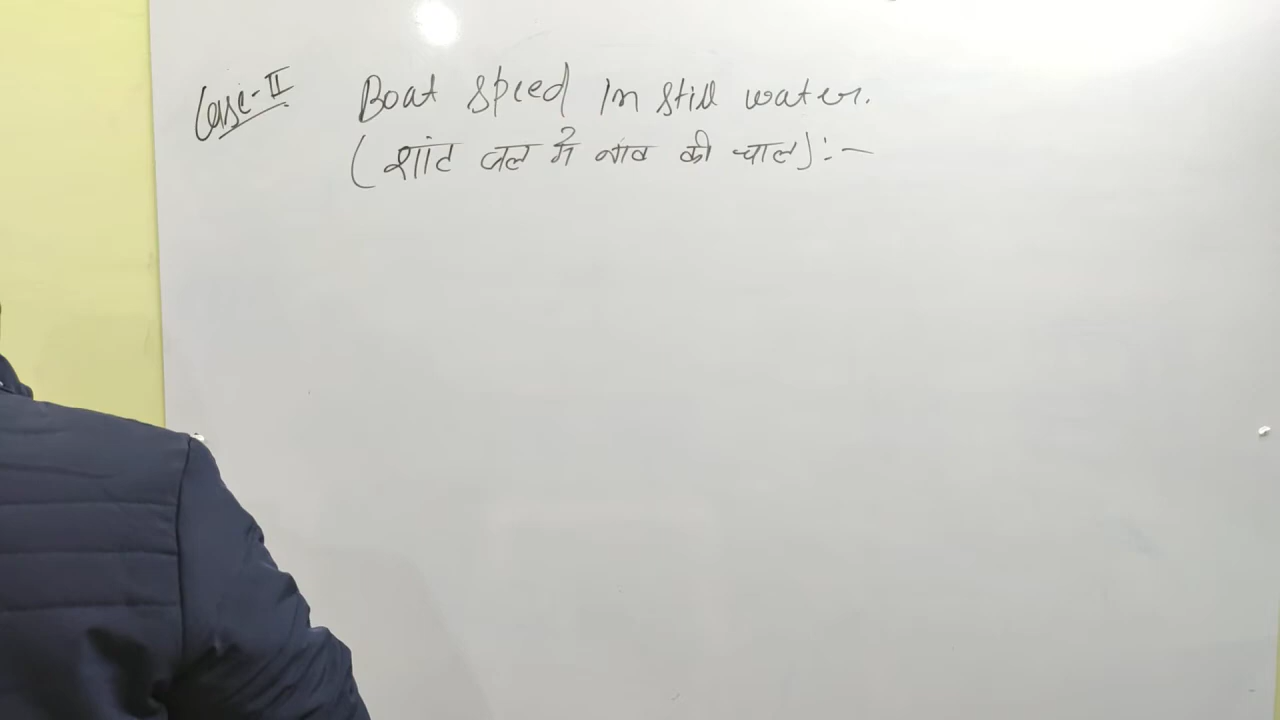 Case-II Boat speed In still water.
(शांत जल मे नाव की चाल):-